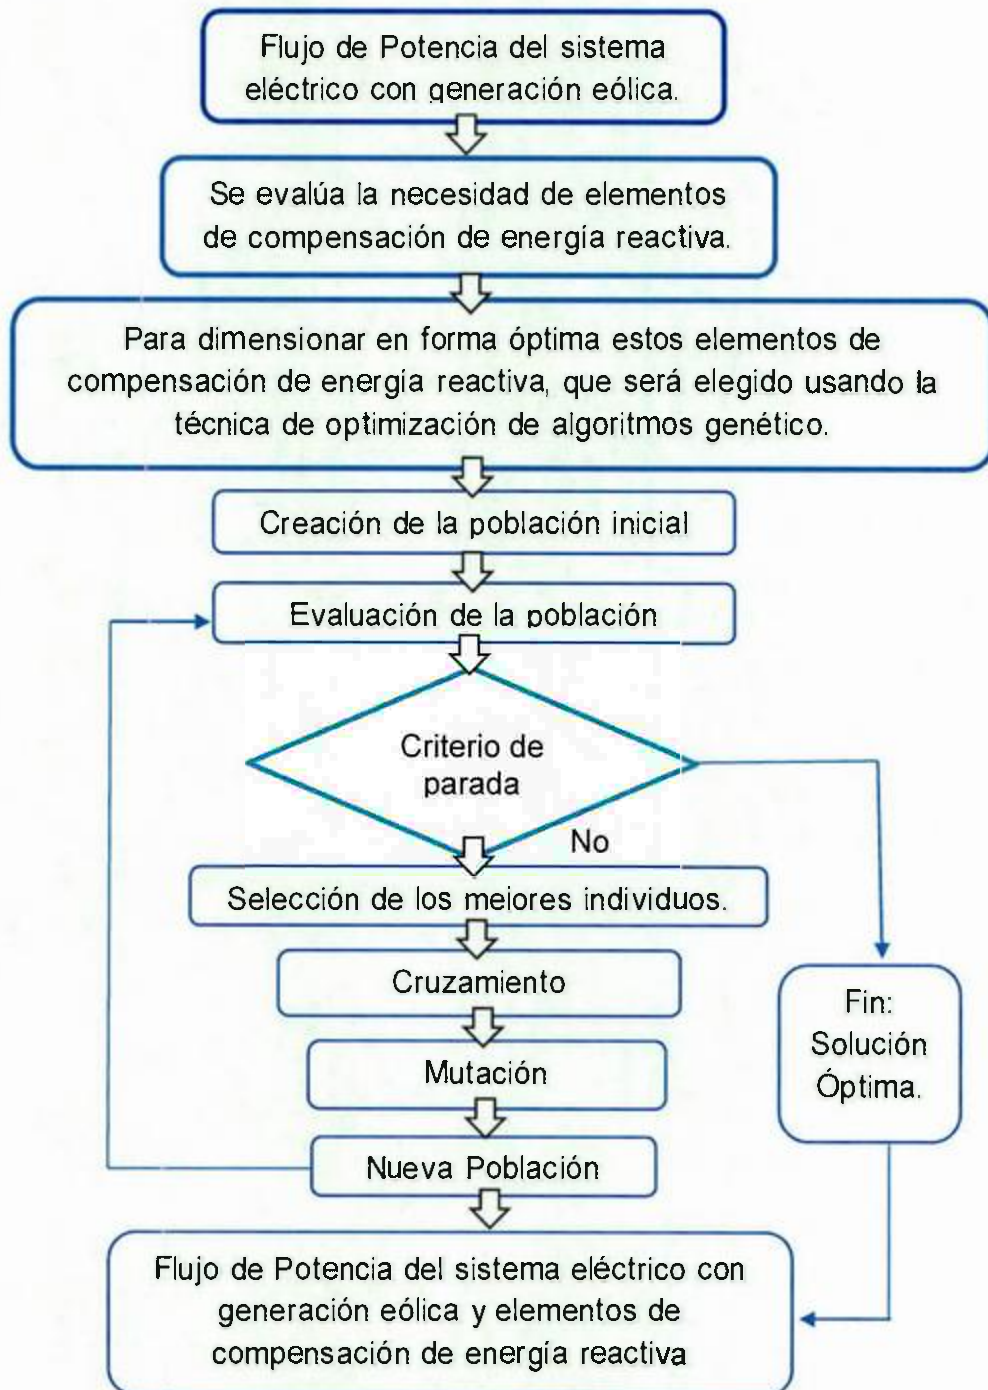 Flujo de Potencia del sistema
eléctrico con generación eólica.
Se evalúa la necesidad de elementos
de compensación de energía reactiva.
Para dimensionar en forma óptima estos elementos de
compensación de energía reactiva, que será elegido usando la
técnica de optimización de algoritmos genético.
Creación de la población inicial
Evaluación de la población
Criterio de
parada
No
Selección de los mejores individuos.
Cruzamiento
Mutación
Nueva Población
Fin:
Solución
Óptima.
Flujo de Potencia del sistema eléctrico con
generación eólica y elementos de
compensación de energía reactiva